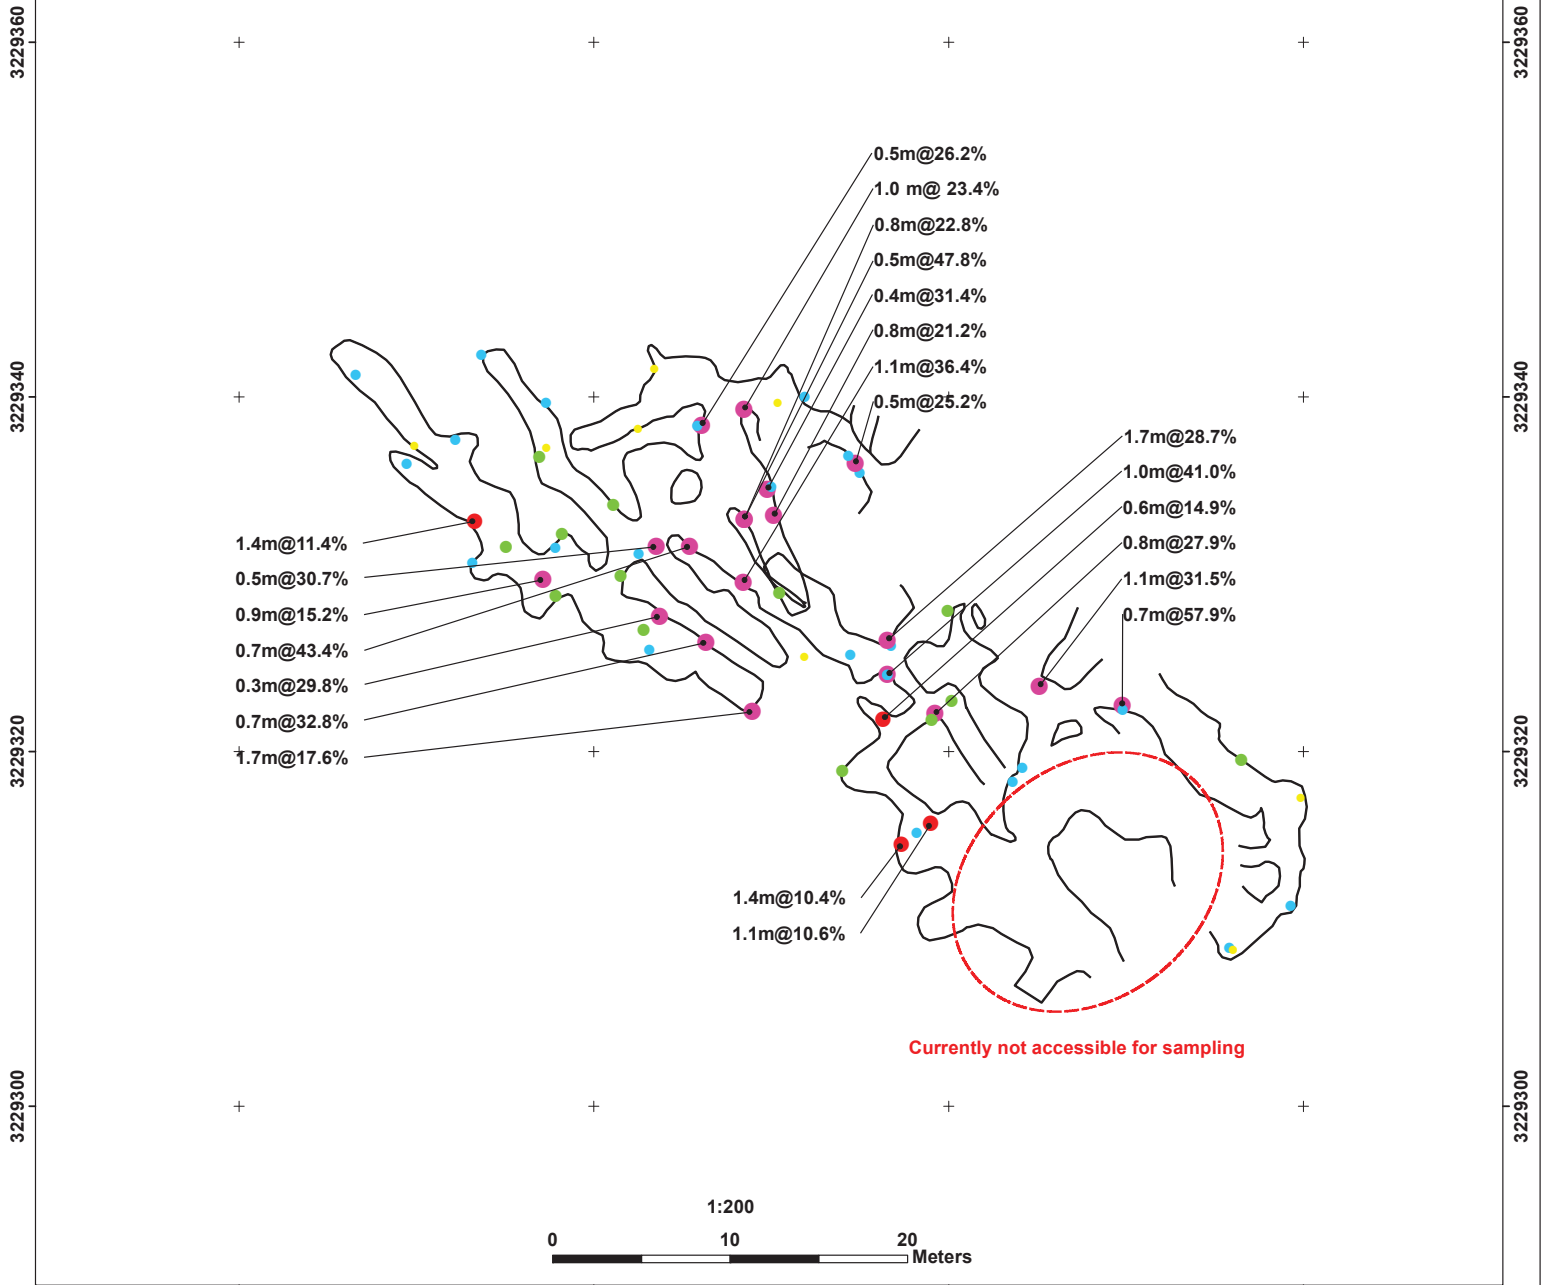 3229360
3229360
0.5m@26.2%
1.0 m@ 23.4%
0.8m@22.8%
0.5m@47.8%
0.4m@31.4%
0.8m@21.2%
1.1m@36.4%
0.5m@25.2%
3229340
3229340
1.7m@28.7%
1.0m@41.0%
0.6m@14.9%
0.8m@27.9%
1.1m@31.5%
0.7m@57.9%
1.4m@11.4%
0.5m@30.7%
0.9m@15.2%
0.7m@43.4%
0.3m@29.8%
0.7m@32.8%
1.7m@17.6%
3229320
3229320
1.4m@10.4%
1.1m@10.6%
Currently not accessible for sampling
3229300
3229300
1:200
0 10 20
Meters